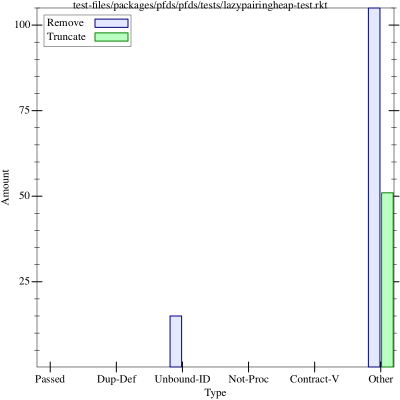 test-files/packages/pfds/pfds/tests/lazypairingheap-test.rkt
Remove
Truncate
100
75
50
25
Amount
Passed Dup-Def Unbound-ID Not-Proc Contract-V Other
Type